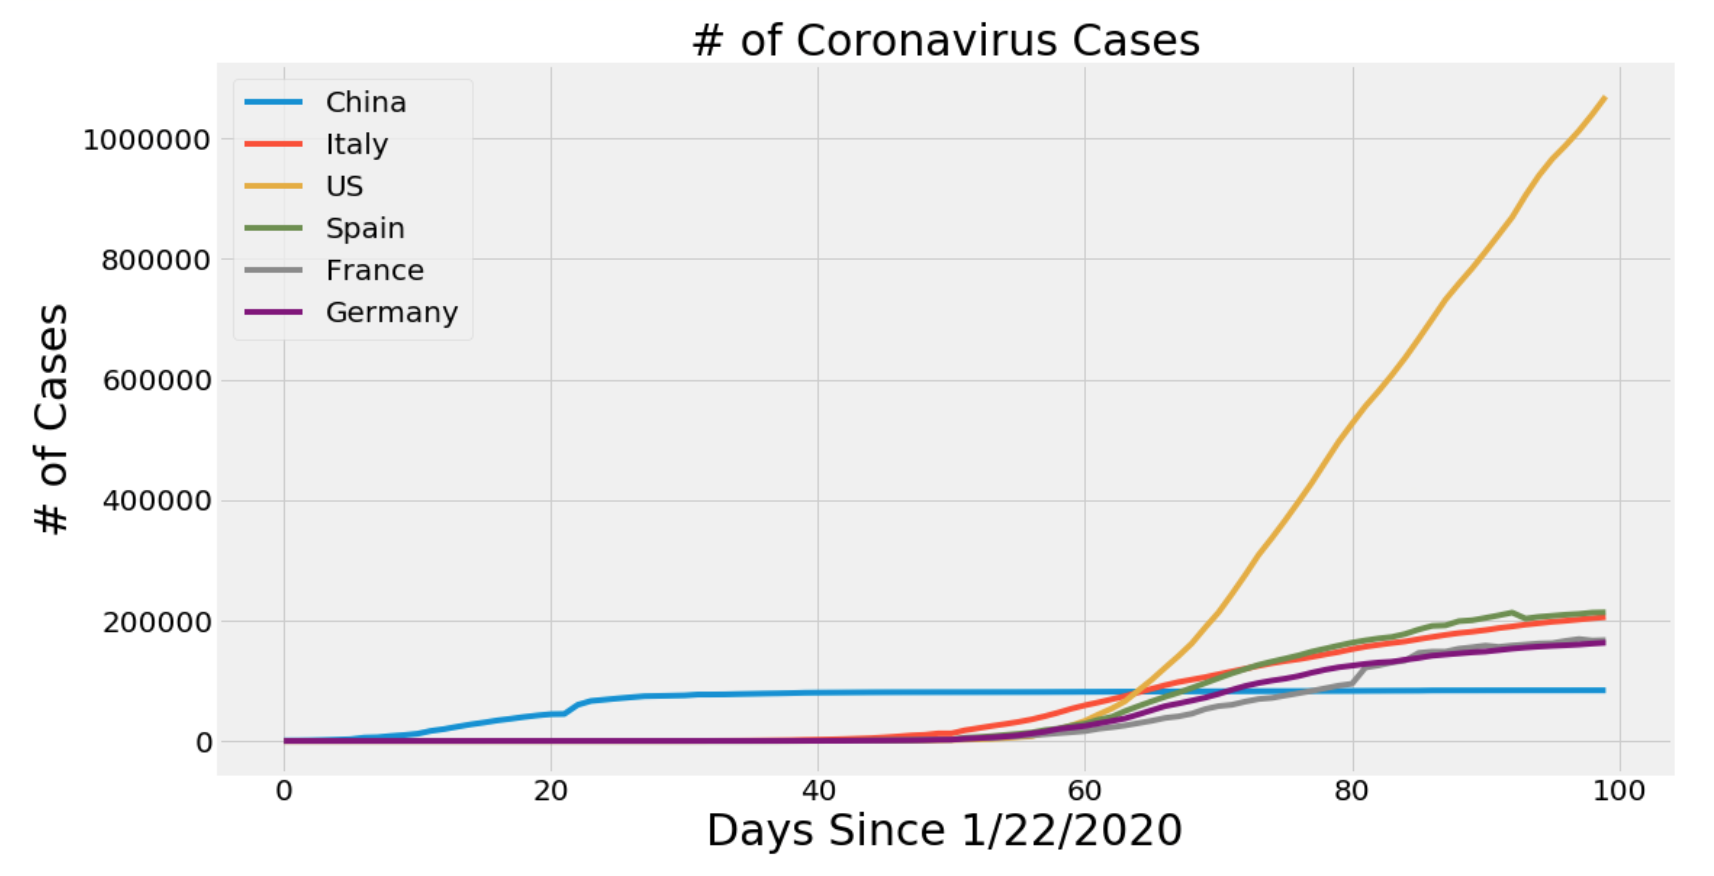 # of Coronavirus Cases
China
Italy
US
Spain
France
Germany
# of Cases
1000000
800000
600000
400000
200000
0
0 20 40 60 80 100
Days Since 1/22/2020